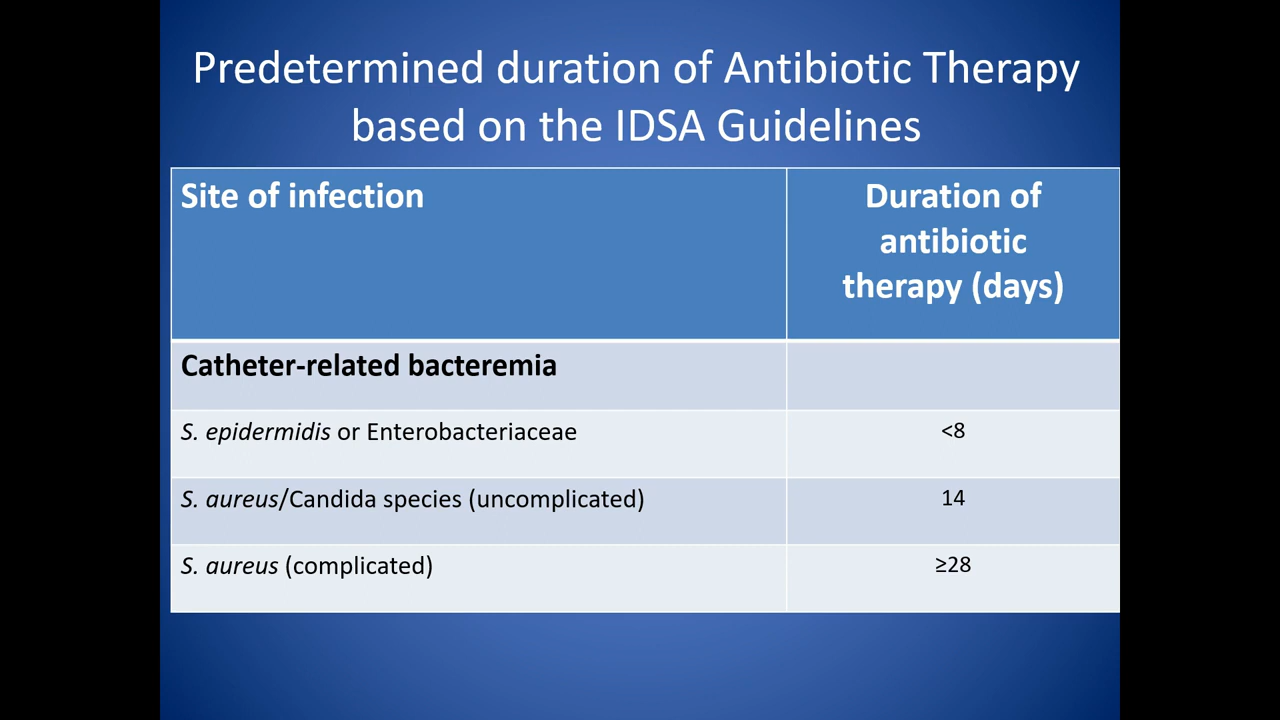 Predetermined duration of Antibiotic Therapy
based on the IDSA Guidelines
Site of infection
Duration of
antibiotic
therapy (days)
Catheter-related bacteremia
S. epidermidis or Enterobacteriaceae
<8
S. aureus/Candida species (uncomplicated)
14
S. aureus (complicated)
≥28